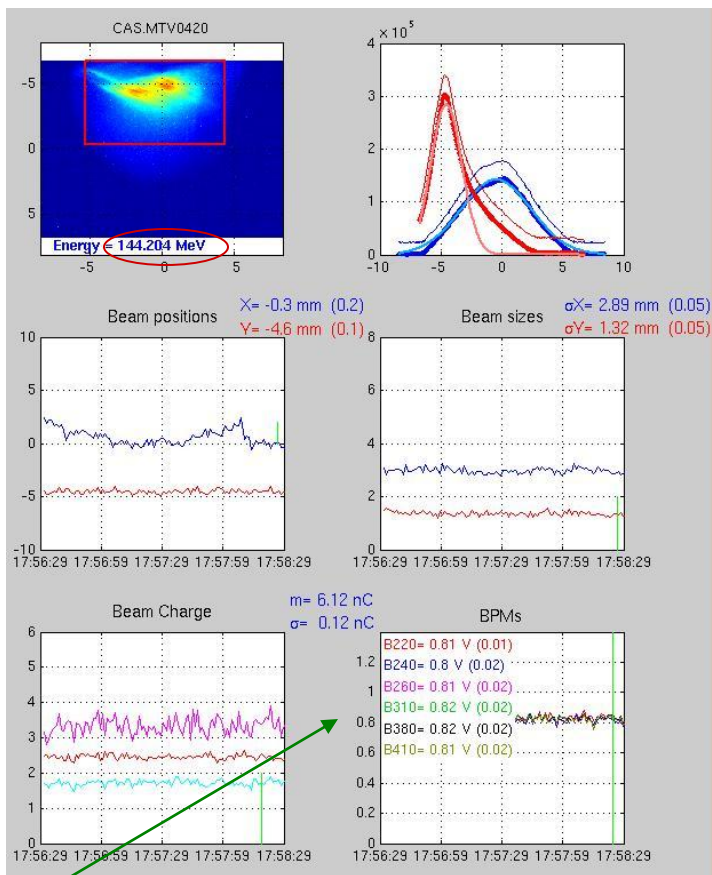 CAS.MTV0420
-5
0
5
Energy = 144.204 MeV
-5 0 5
× 10^5
4
3
2
1
0
-10 -5 0 5 10
X= -0.3 mm (0.2)
Y= -4.6 mm (0.1)
Beam positions
10
5
0
-5
-10
17:56:29 17:56:59 17:57:29 17:57:59 17:58:29
σX= 2.89 mm (0.05)
σY= 1.32 mm (0.05)
Beam sizes
8
6
4
2
0
17:56:29 17:56:59 17:57:29 17:57:59 17:58:29
m= 6.12 nC
σ= 0.12 nC
Beam Charge
6
5
4
3
2
1
0
17:56:29 17:56:59 17:57:29 17:57:59 17:58:29
BPMs
B220= 0.81 V (0.01)
B240= 0.8 V (0.02)
B260= 0.81 V (0.02)
B310= 0.82 V (0.02)
B380= 0.82 V (0.02)
B410= 0.81 V (0.02)
1.2
1
0.8
0.6
0.4
0.2
0
17:56:29 17:56:59 17:57:29 17:57:59 17:58:29